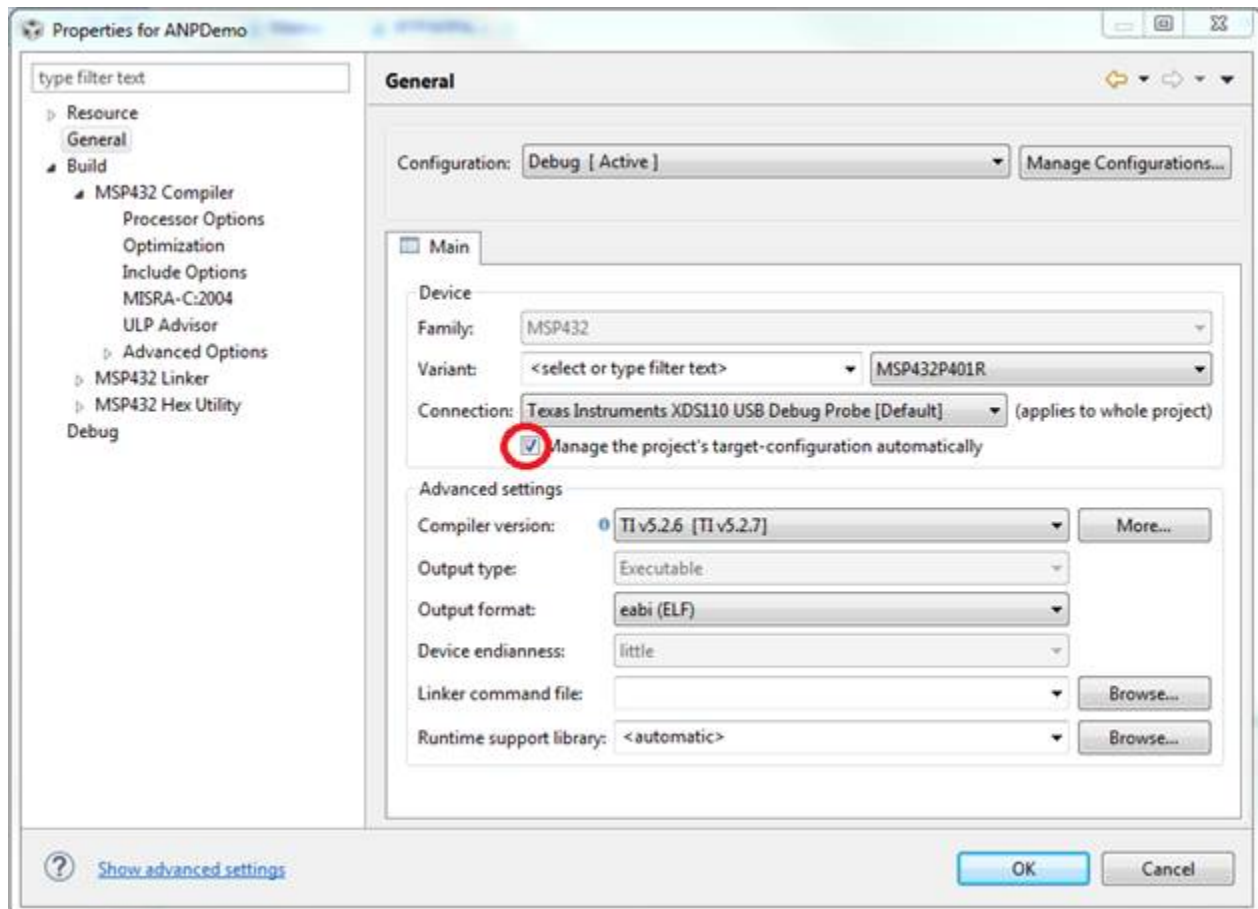 Properties for ANPDemo
type filter text
Resource
General
Build
MSP432 Compiler
Processor Options
Optimization
Include Options
MISRA-C:2004
ULP Advisor
Advanced Options
MSP432 Linker
MSP432 Hex Utility
Debug
General
Configuration: Debug [ Active ] Manage Configurations...
Main
Device
Family: MSP432
Variant: <select or type filter text> MSP432P401R
Connection: Texas Instruments XDS110 USB Debug Probe [Default] (applies to whole project)
Manage the project's target-configuration automatically
Advanced settings
Compiler version: TI v5.2.6 [TI v5.2.7] More...
Output type: Executable
Output format: eabi (ELF)
Device endianness: little
Linker command file: Browse...
Runtime support library: <automatic> Browse...
Show advanced settings
OK Cancel